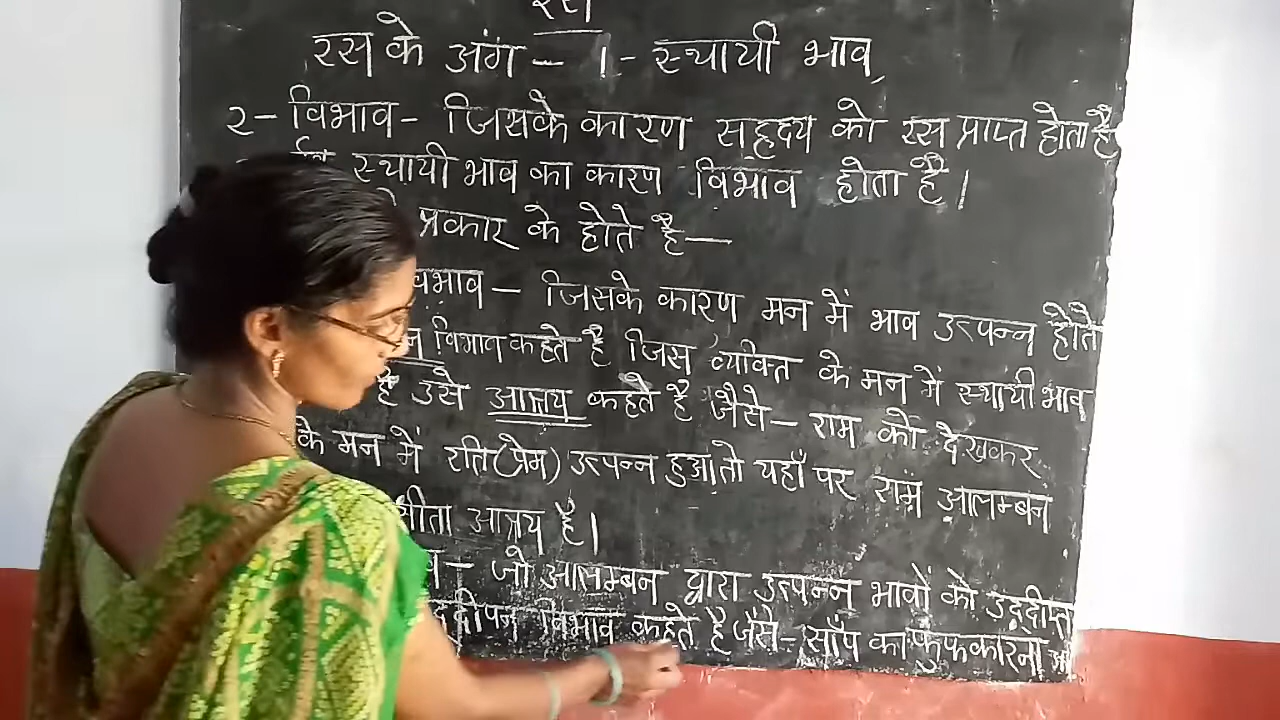 रस
रस के अंग - 1 - स्थायी भाव,
२ - विभाव - जिसके कारण सहृदय को रस प्राप्त होता है
स्थायी भाव का कारण विभाव होता है।
प्रकार के होते है—
विभाव - जिसके कारण मन में भाव उत्पन्न होते
विभाव कहते है जिस व्यक्ति के मन में स्थायी भाव
है उसे आश्रय कहते है जैसे - राम को देखकर
के मन में रति (प्रेम) उत्पन्न हुआ तो यहाँ पर राम आलम्बन
सीता आश्रय है।
व - जो आलम्बन द्वारा उत्पन्न भावों को उद्दीप्त
उद्दीपन विभाव कहते है जैसे - साँप का फुफकारना